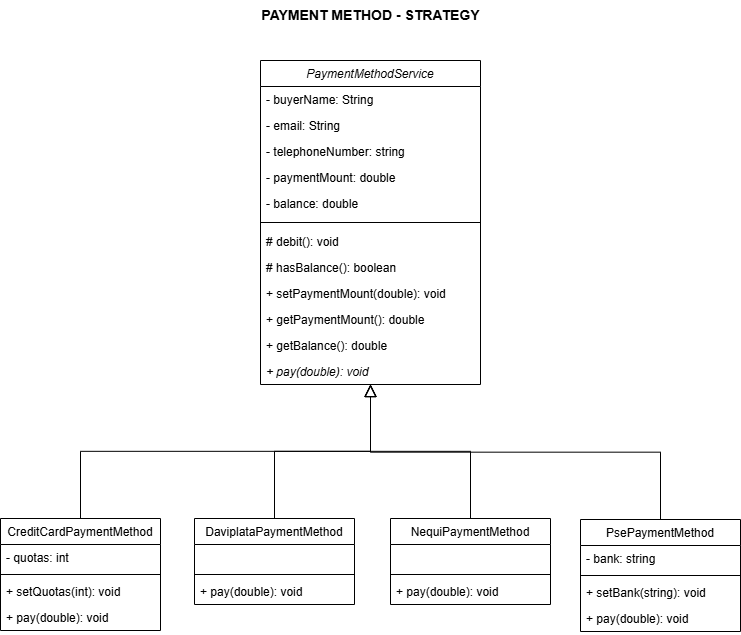 PAYMENT METHOD - STRATEGY
PaymentMethodService
- buyerName: String
- email: String
- telephoneNumber: string
- paymentMount: double
- balance: double
# debit(): void
# hasBalance(): boolean
+ setPaymentMount(double): void
+ getPaymentMount(): double
+ getBalance(): double
+ pay(double): void
CreditCardPaymentMethod
- quotas: int
+ setQuotas(int): void
+ pay(double): void
DaviplataPaymentMethod
+ pay(double): void
NequiPaymentMethod
+ pay(double): void
PsePaymentMethod
- bank: string
+ setBank(string): void
+ pay(double): void